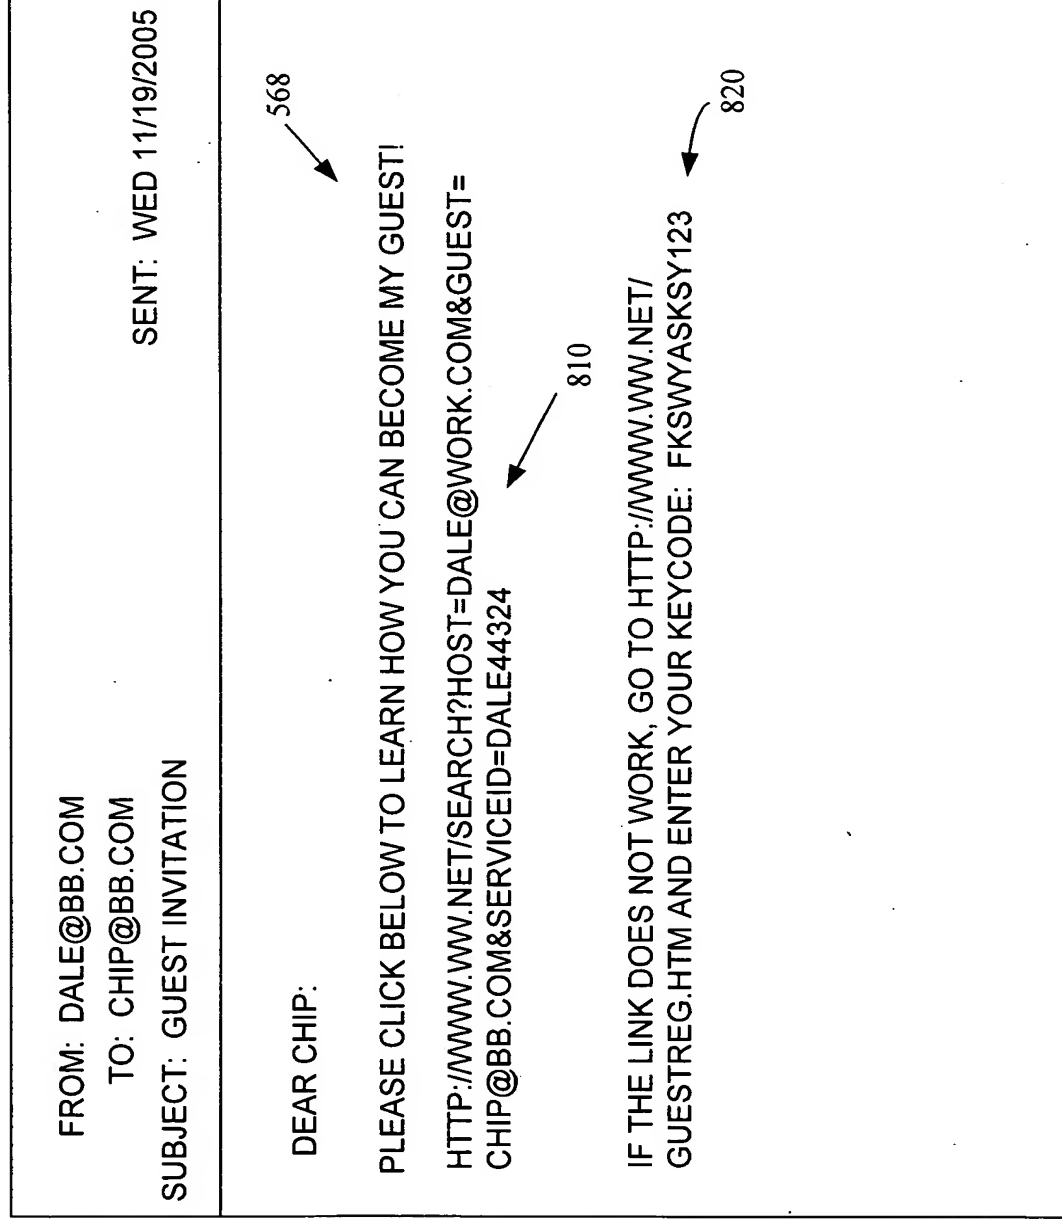 FROM: DALE@BB.COM
TO: CHIP@BB.COM
SENT: WED 11/19/2005
SUBJECT: GUEST INVITATION
568
DEAR CHIP:
PLEASE CLICK BELOW TO LEARN HOW YOU CAN BECOME MY GUEST!
HTTP://WWW.WW.NET/SEARCH?HOST=DALE@WORK.COM&GUEST=
CHIP@BB.COM&SERVICEID=DALE44324
810
IF THE LINK DOES NOT WORK, GO TO HTTP://WWW.WW.NET/
GUESTREG.HTM AND ENTER YOUR KEYCODE: FKSWYASKSY123
820